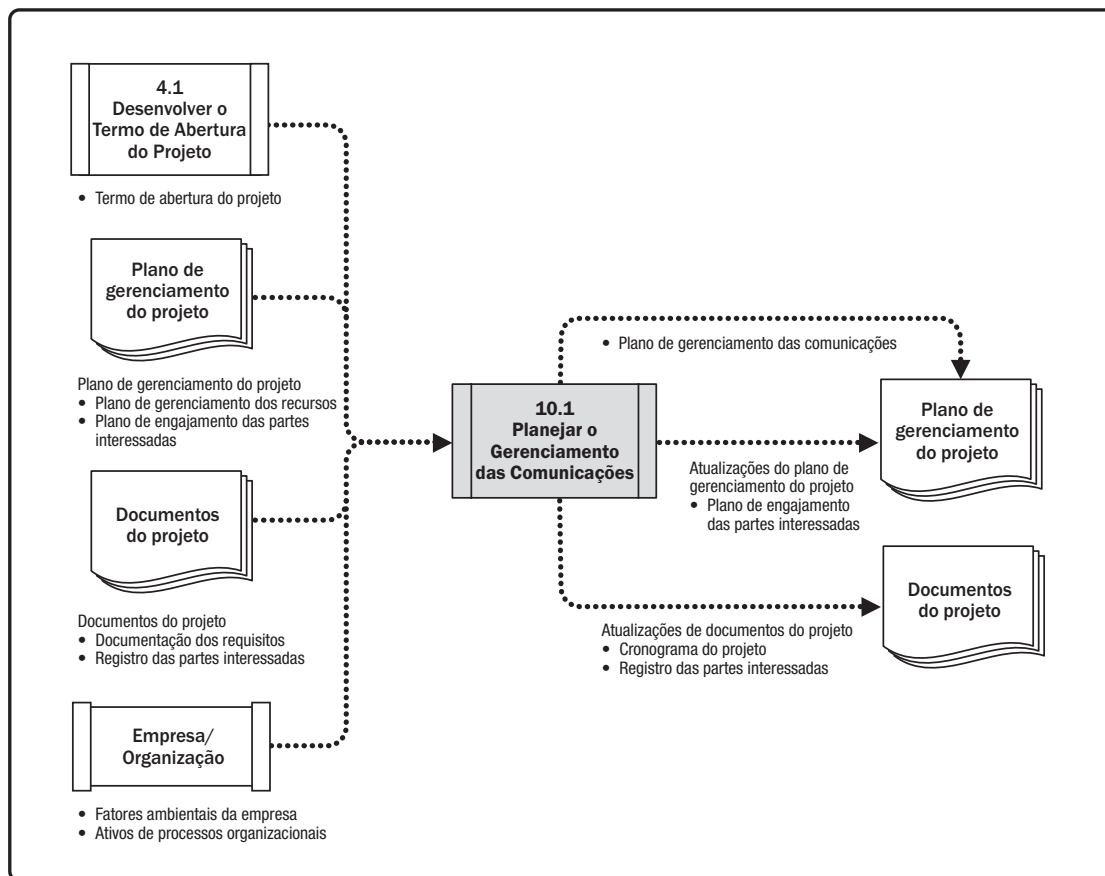 4.1
Desenvolver o
Termo de Abertura
do Projeto
• Termo de abertura do projeto
Plano de
gerenciamento
do projeto
Plano de gerenciamento do projeto
• Plano de gerenciamento dos recursos
• Plano de engajamento das partes
interessadas
Documentos
do projeto
Documentos do projeto
• Documentação dos requisitos
• Registro das partes interessadas
Empresa/
Organização
• Fatores ambientais da empresa
• Ativos de processos organizacionais
10.1
Planejar o
Gerenciamento
das Comunicações
• Plano de gerenciamento das comunicações
Plano de
gerenciamento
do projeto
Atualizações do plano de
gerenciamento do projeto
• Plano de engajamento
das partes interessadas
Documentos
do projeto
Atualizações de documentos do projeto
• Cronograma do projeto
• Registro das partes interessadas